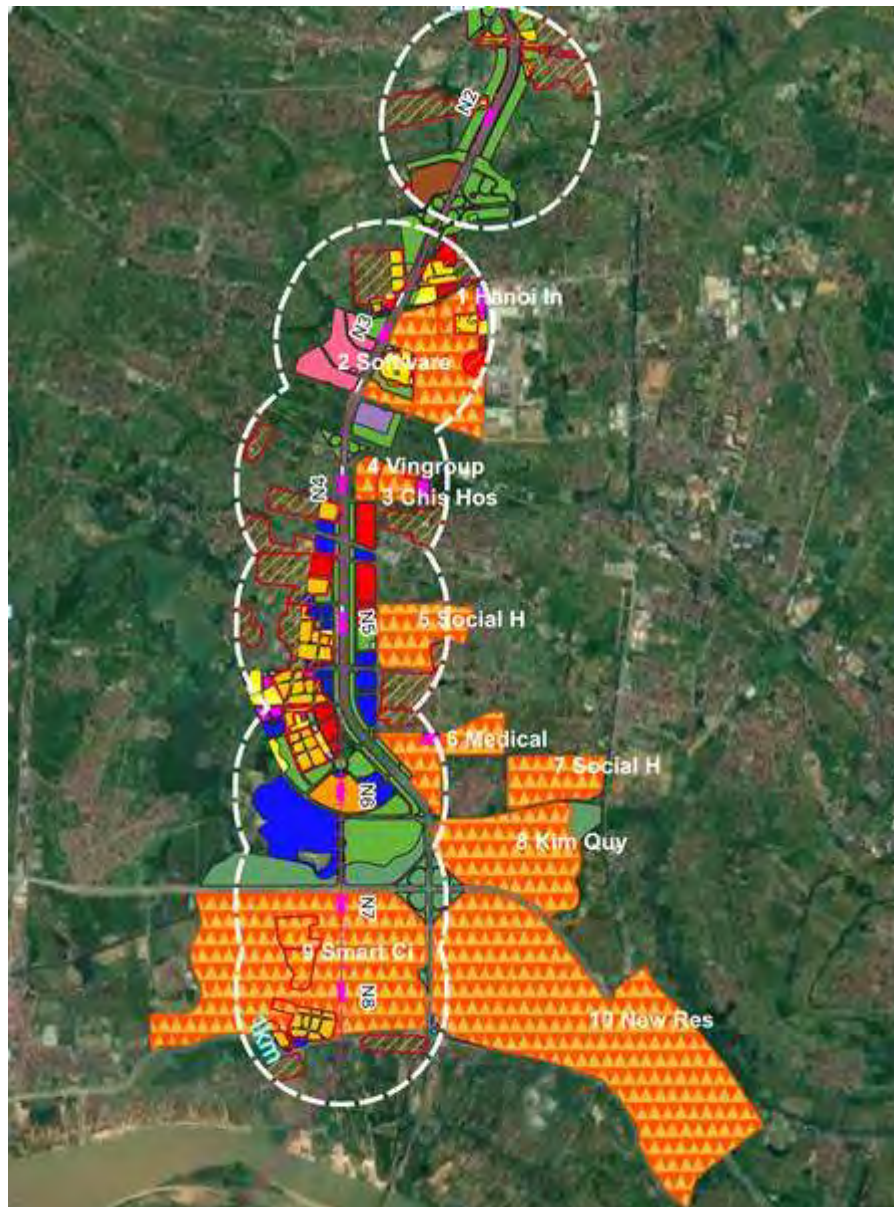 N2
1 Hanoi In
N3
2 Software
4 Vingroup
N4
3 Chis Hos
5 Social H
N5
6 Medical
7 Social H
N6
8 Kim Quy
N7
9 Smart Ci
N8
10 New Res
1km